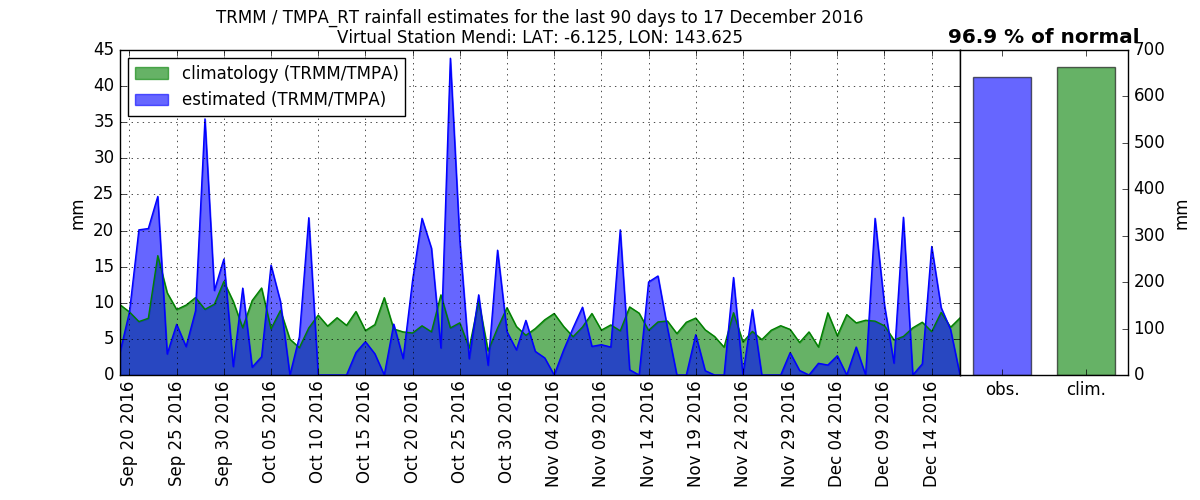 TRMM / TMPA_RT rainfall estimates for the last 90 days to 17 December 2016
Virtual Station Mendi: LAT: -6.125, LON: 143.625
96.9 % of normal
climatology (TRMM/TMPA)
estimated (TRMM/TMPA)
45
40
35
30
25
20
15
10
5
0
mm
700
600
500
400
300
200
100
0
mm
obs.
clim.
Sep 20 2016
Sep 25 2016
Sep 30 2016
Oct 05 2016
Oct 10 2016
Oct 15 2016
Oct 20 2016
Oct 25 2016
Oct 30 2016
Nov 04 2016
Nov 09 2016
Nov 14 2016
Nov 19 2016
Nov 24 2016
Nov 29 2016
Dec 04 2016
Dec 09 2016
Dec 14 2016